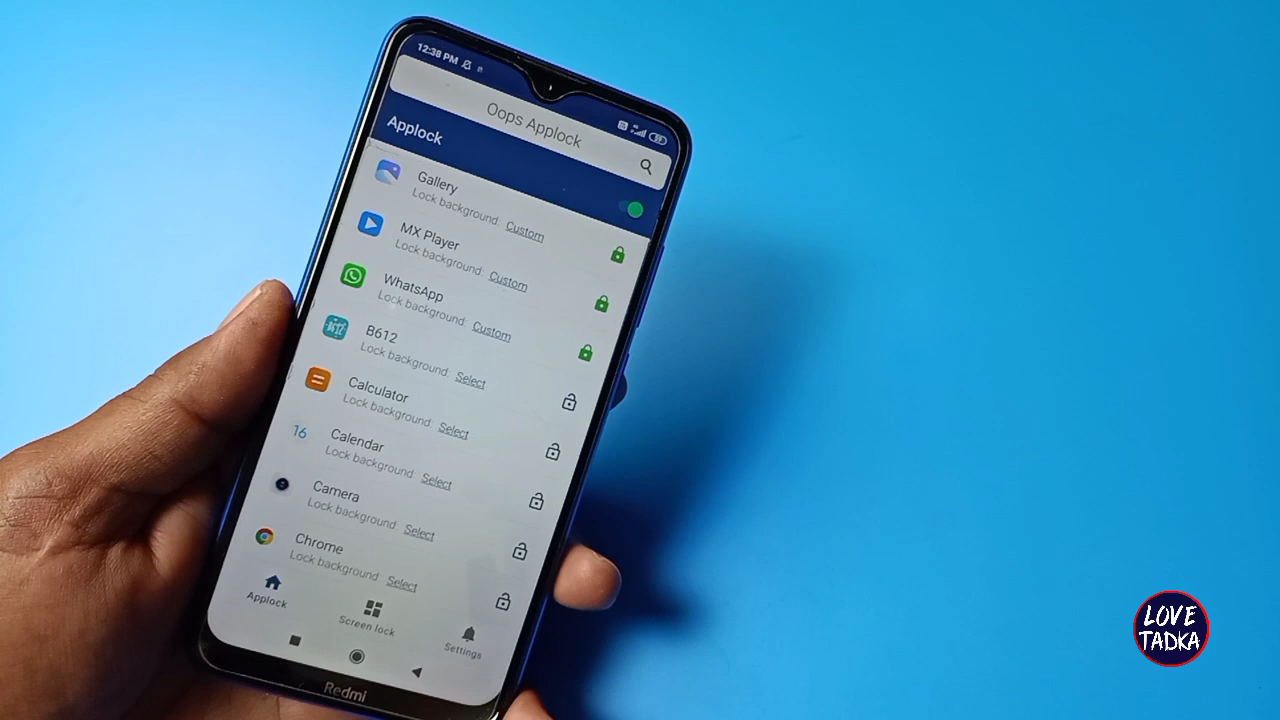 12:38 PM
Oops Applock
Applock
Gallery
Lock background: Custom
MX Player
Lock background: Custom
WhatsApp
Lock background: Custom
B612
Lock background: Select
Calculator
Lock background: Select
16
Calendar
Lock background: Select
Camera
Lock background: Select
Chrome
Lock background: Select
Applock
Screen lock
Settings
Redmi
LOVE
TADKA